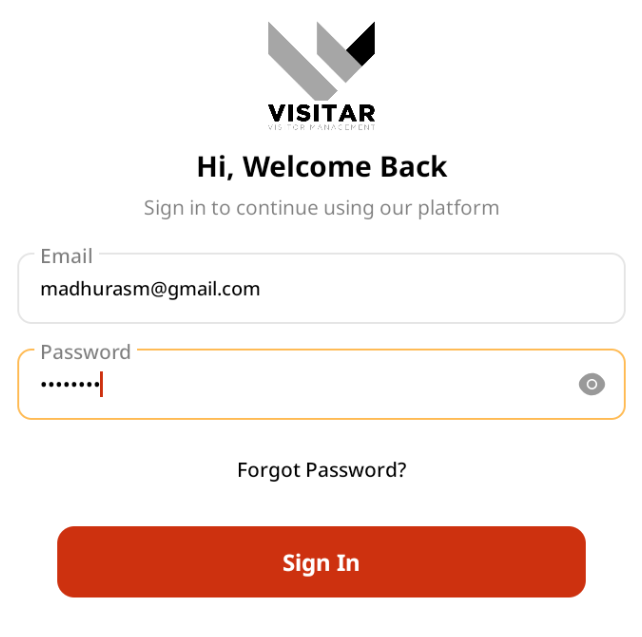 VISITAR
VISITOR MANAGEMENT
Hi, Welcome Back
Sign in to continue using our platform
Email
madhurasm@gmail.com
Password
••••••••
Forgot Password?
Sign In